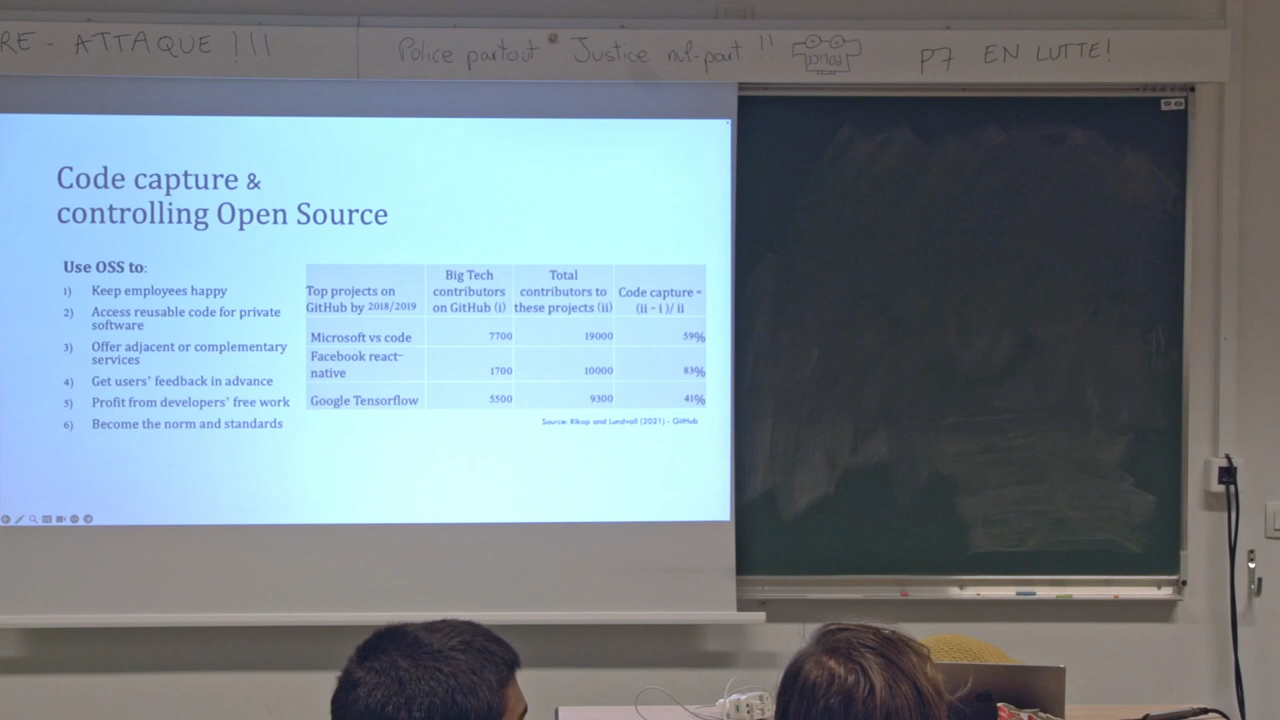 RE - ATTAQUE !!!
Police partout Justice nul-part !!
POLICE
P7 EN LUTTE!
Code capture &
controlling Open Source
Use OSS to:
1) Keep employees happy
2) Access reusable code for private
software
3) Offer adjacent or complementary
services
4) Get users' feedback in advance
5) Profit from developers' free work
6) Become the norm and standards
Top projects on
GitHub by 2018/2019
Big Tech
contributors
on GitHub (i)
Total
contributors to
these projects (ii)
Code capture =
(ii - i)/ ii
Microsoft vs code 7700 19000 59%
Facebook react-
native 1700 10000 83%
Google Tensorflow 5500 9300 41%
Source: Rikap and Lundvall (2021) - GitHub